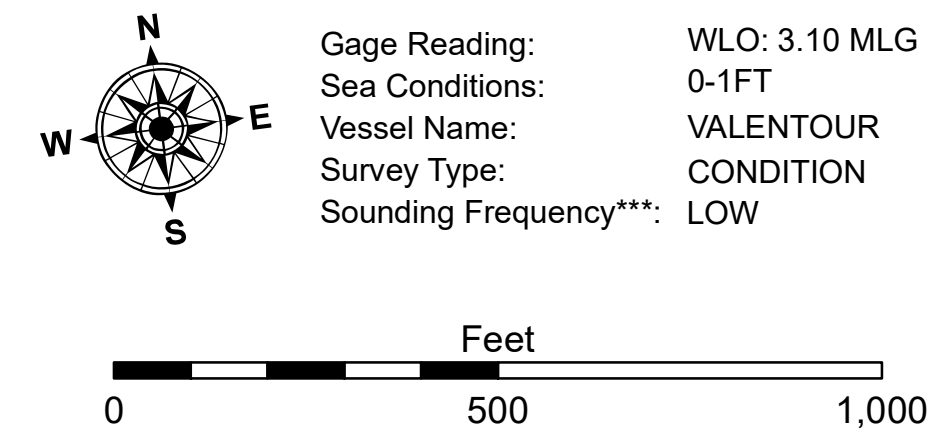 N
W E
S
Gage Reading: WLO: 3.10 MLG
Sea Conditions: 0-1FT
Vessel Name: VALENTOUR
Survey Type: CONDITION
Sounding Frequency***: LOW
Feet
0 500 1,000